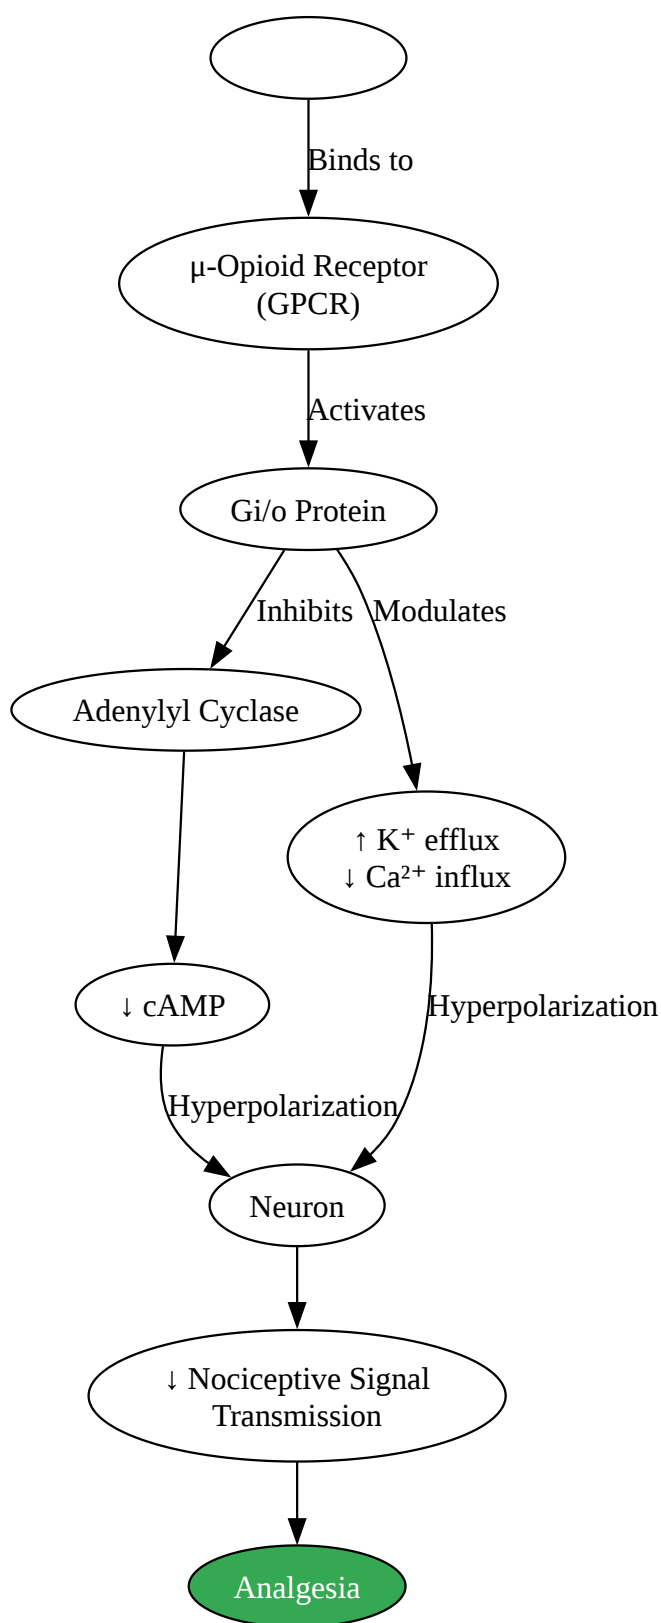 Binds to
μ-Opioid Receptor
(GPCR)
Activates
Gi/o Protein
Inhibits
Modulates
Adenylyl Cyclase
↑ K⁺ efflux
↓ Ca²⁺ influx
↓ cAMP
Hyperpolarization
Hyperpolarization
Neuron
↓ Nociceptive Signal
Transmission
Analgesia